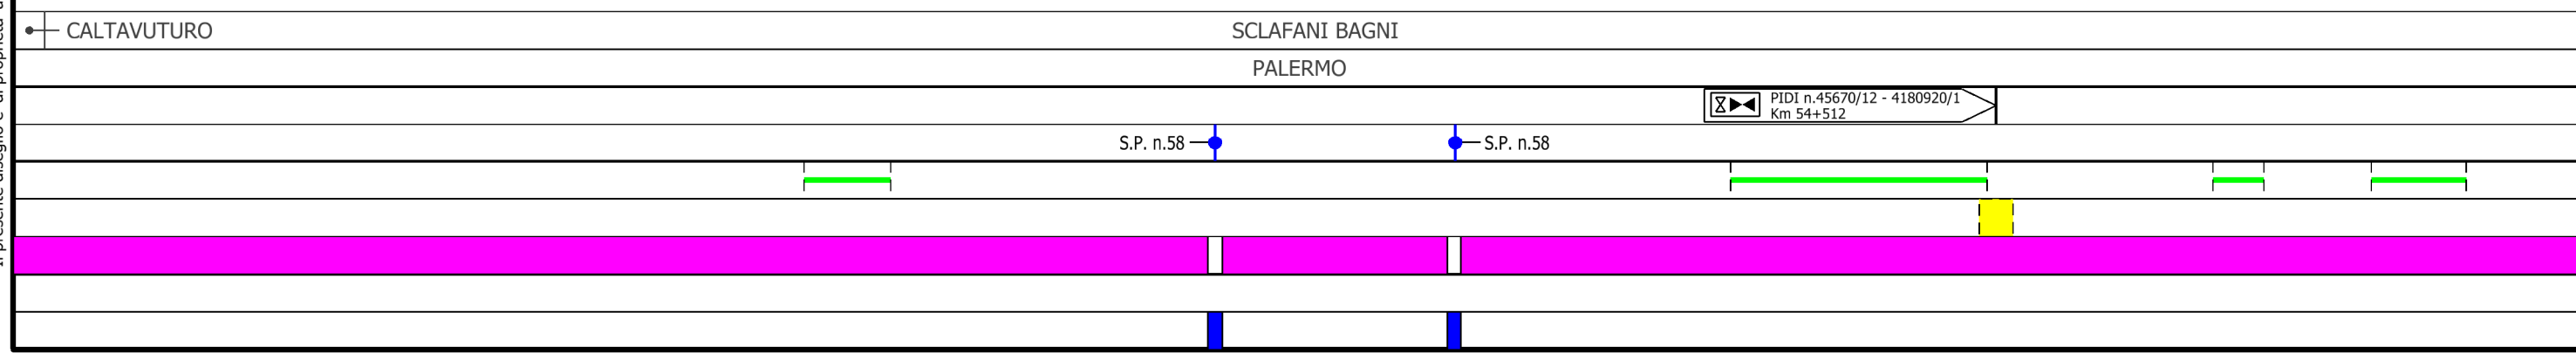 CALTAVUTURO
SCLAFANI BAGNI
PALERMO
PIDI n.45670/12 - 4180920/1
Km 54+512
S.P. n.58
S.P. n.58